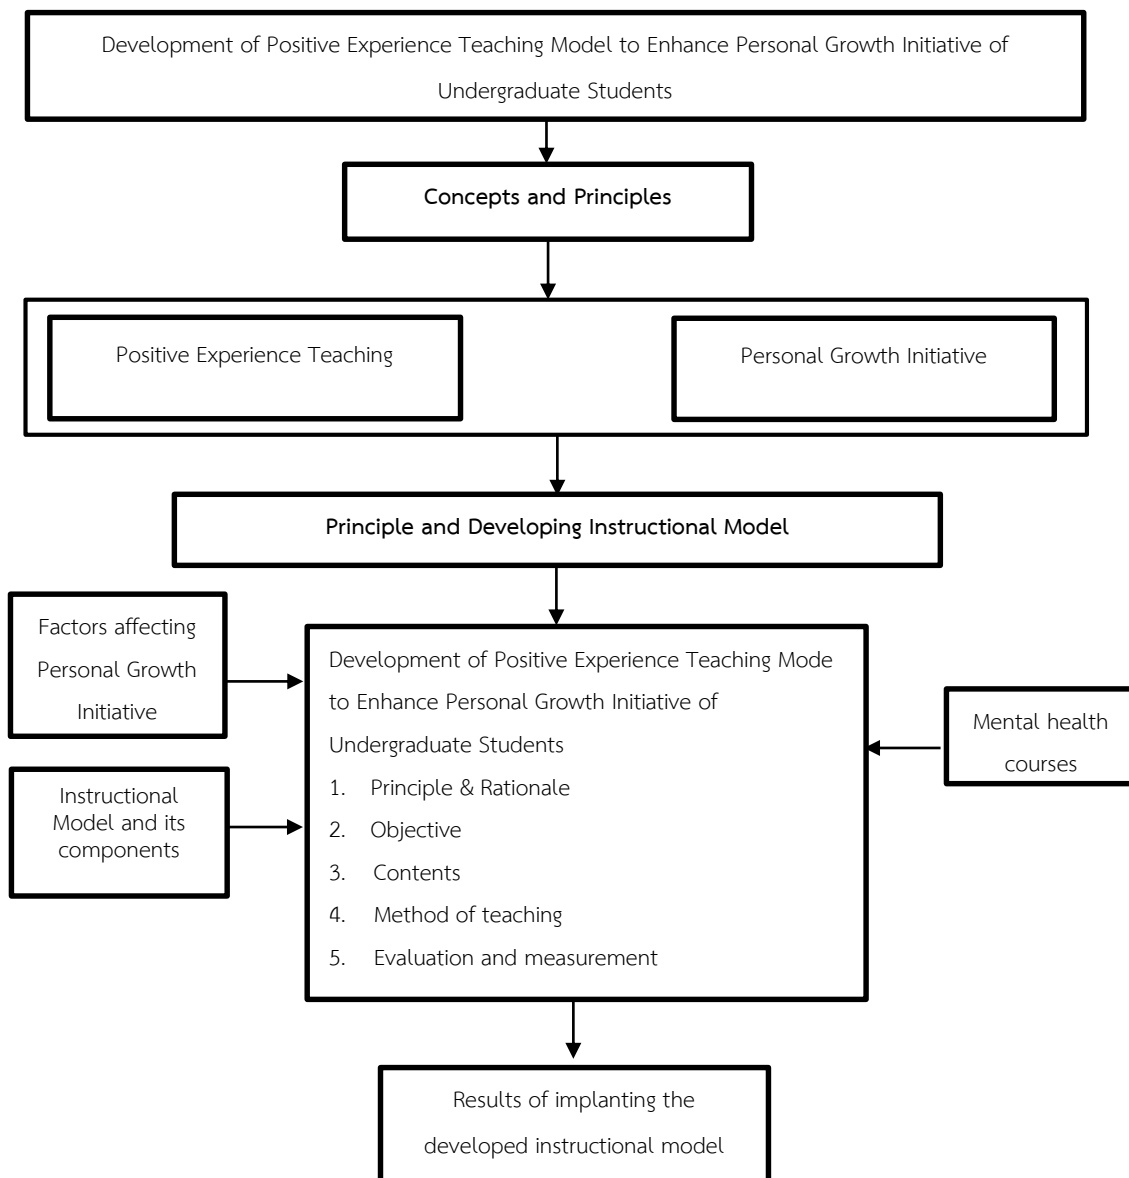 Development of Positive Experience Teaching Model to Enhance Personal Growth Initiative of
Undergraduate Students
Concepts and Principles
Positive Experience Teaching
Personal Growth Initiative
Principle and Developing Instructional Model
Factors affecting
Personal Growth
Initiative
Instructional
Model and its
components
Development of Positive Experience Teaching Mode
to Enhance Personal Growth Initiative of
Undergraduate Students
1. Principle & Rationale
2. Objective
3. Contents
4. Method of teaching
5. Evaluation and measurement
Mental health
courses
Results of implanting the
developed instructional model